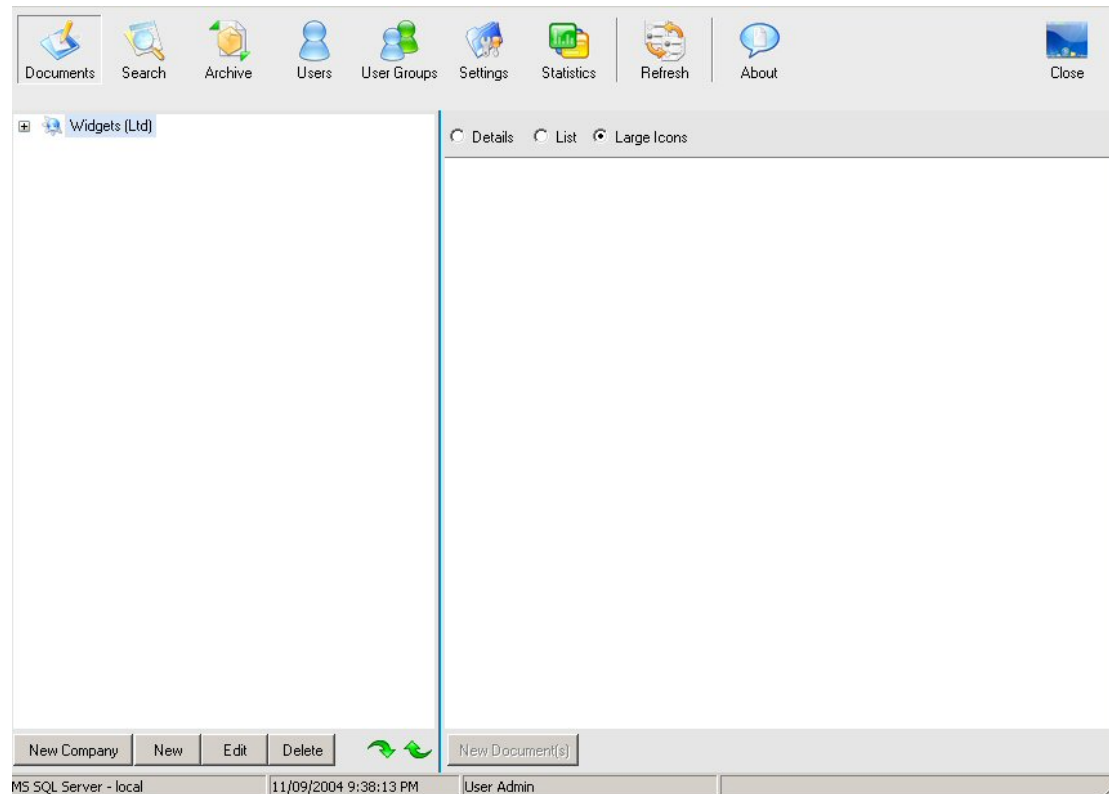 Documents Search Archive Users User Groups Settings Statistics Refresh About Close
Widgets (Ltd)
Details List Large Icons
New Company New Edit Delete New Document(s)
MS SQL Server - local 11/09/2004 9:38:13 PM User Admin